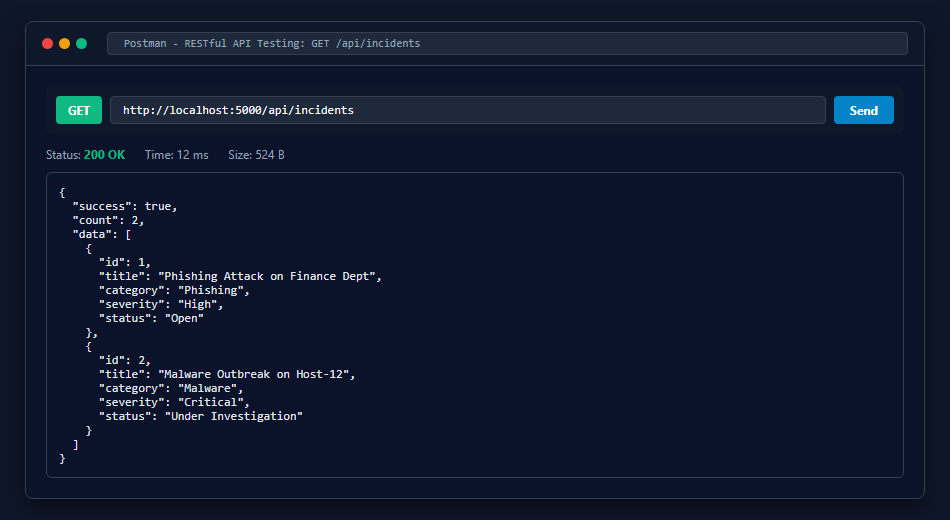 Postman - RESTful API Testing: GET /api/incidents
GET http://localhost:5000/api/incidents Send
Status: 200 OK Time: 12 ms Size: 524 B
{
  "success": true,
  "count": 2,
  "data": [
    {
      "id": 1,
      "title": "Phishing Attack on Finance Dept",
      "category": "Phishing",
      "severity": "High",
      "status": "Open"
    },
    {
      "id": 2,
      "title": "Malware Outbreak on Host-12",
      "category": "Malware",
      "severity": "Critical",
      "status": "Under Investigation"
    }
  ]
}